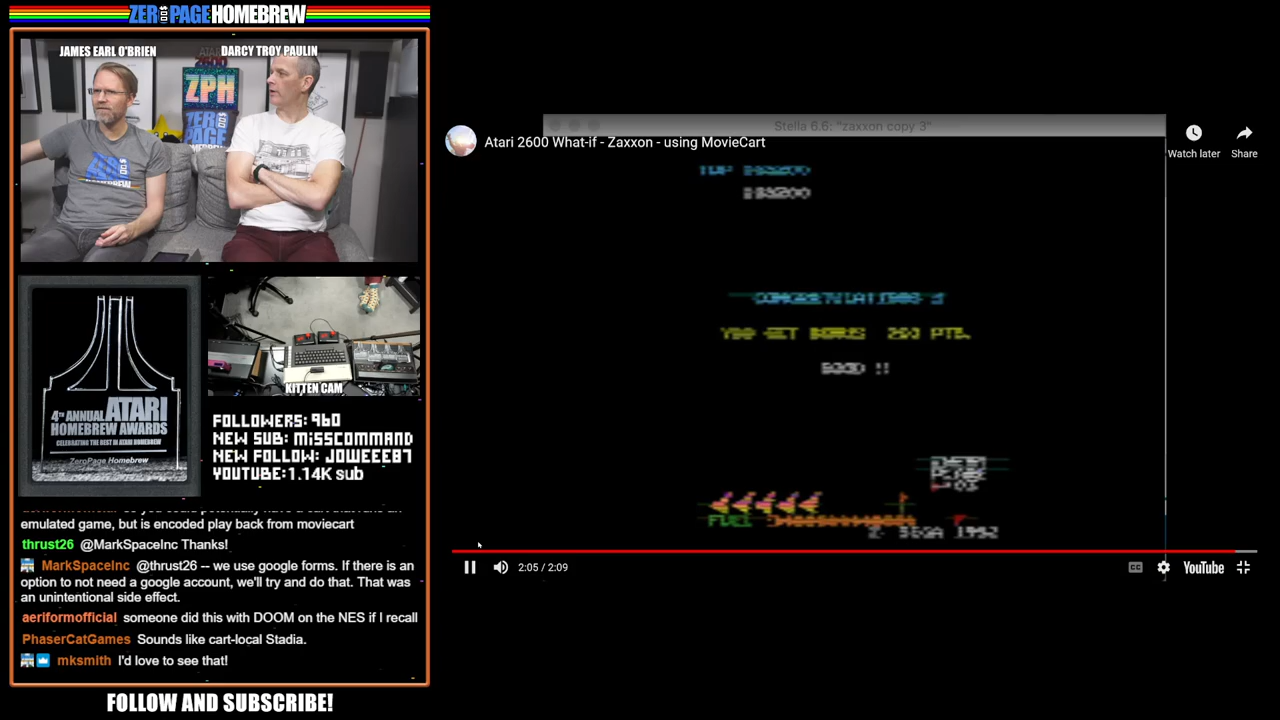 ZEROPAGE HOMEBREW
JAMES EARL O'BRIEN
DARCY TROY PAULIN
ATARI
2600
ZPH
4TH ANNUAL ATARI
HOMEBREW AWARDS
CELEBRATING THE BEST IN ATARI HOMEBREW
ZeroPage Homebrew
KITTEN CAM
FOLLOWERS: 960
NEW SUB: MISSCOMMAND
NEW FOLLOW: JOWEEE87
YOUTUBE: 1.14K sub
emulated game, but is encoded play back from moviecart
thrust26 @MarkSpaceInc Thanks!
MarkSpaceInc @thrust26 -- we use google forms. If there is an
option to not need a google account, we'll try and do that. That was
an unintentional side effect.
aeriformofficial someone did this with DOOM on the NES if I recall
PhaserCatGames Sounds like cart-local Stadia.
mksmith I'd love to see that!
FOLLOW AND SUBSCRIBE!
Stella 6.6: "zaxxon copy 3"
Atari 2600 What-if - Zaxxon - using MovieCart
Watch later
Share
TOP
CONGRATULATIONS
YOU GET BONUS PTS.
GOOD !!
FUEL
SEGA 1982
2:05 / 2:09
CC
YouTube